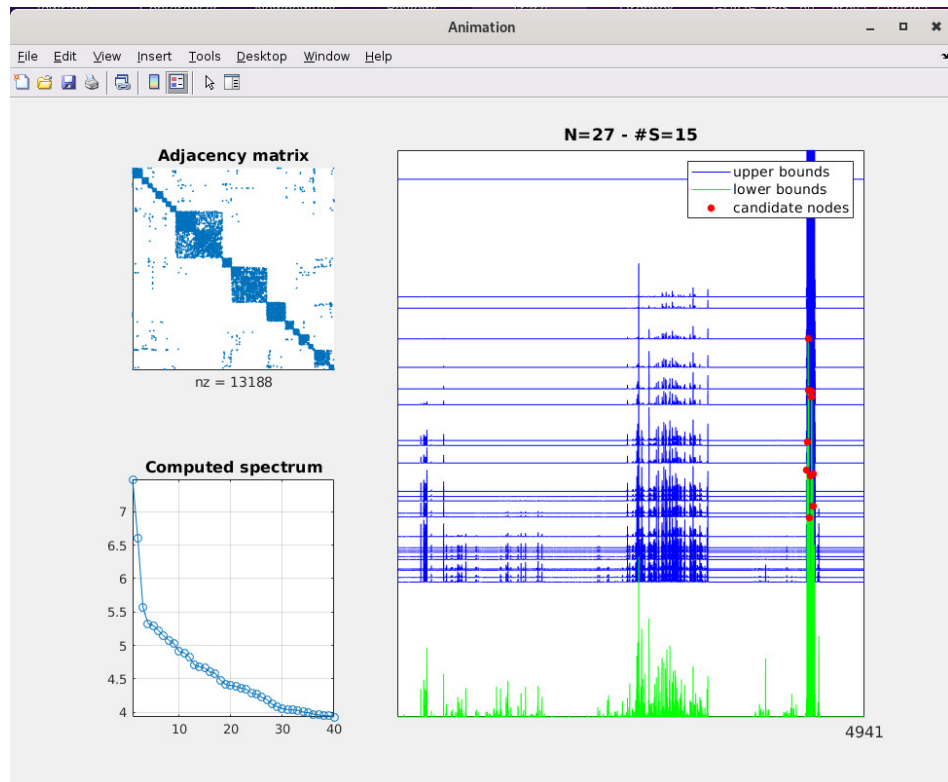 Animation
File Edit View Insert Tools Desktop Window Help
N=27 - #S=15
Adjacency matrix
upper bounds
lower bounds
candidate nodes
nz = 13188
Computed spectrum
7
6.5
6
5.5
5
4.5
4
10 20 30 40
4941